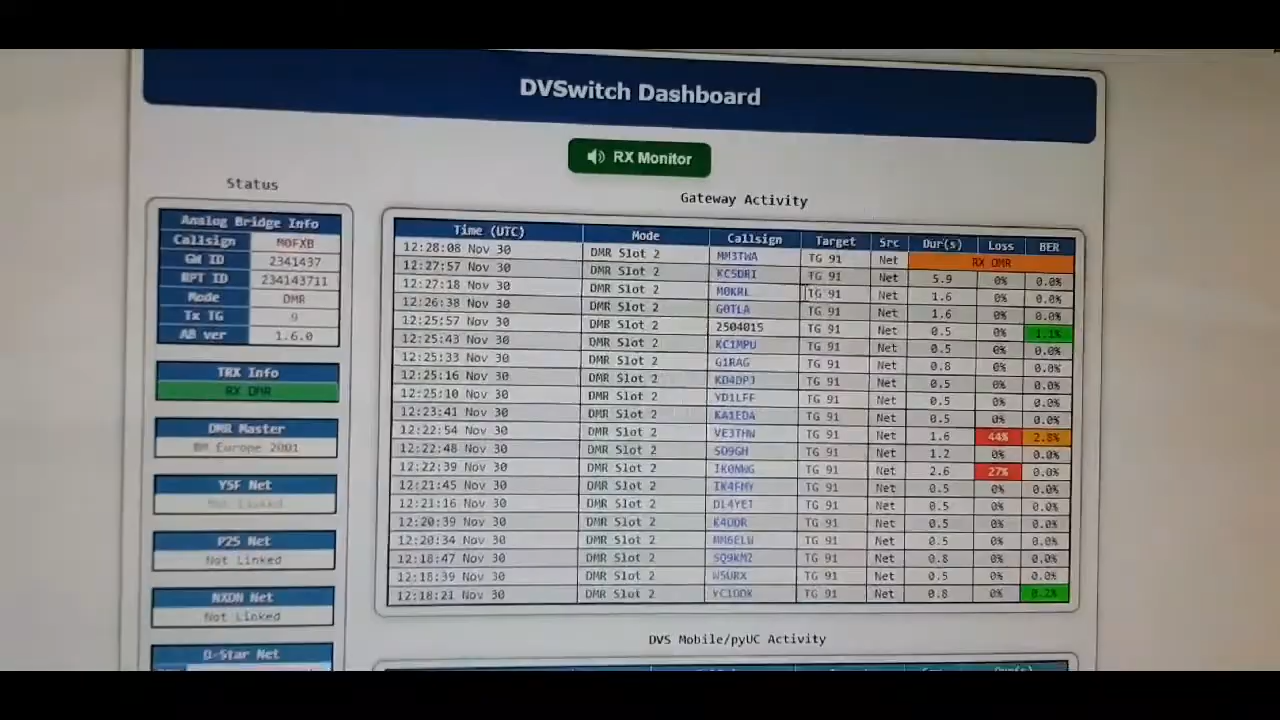 DVSwitch Dashboard
RX Monitor
Status
Analog Bridge Info
Callsign M0FXB
GW ID 2341437
RPT ID 234143711
Mode DMR
Tx TG 9
AB ver 1.6.0
TRX Info
RX DMR
DMR Master
BM Europe 2001
YSF Net
Not Linked
P25 Net
Not Linked
NXDN Net
Not Linked
D-Star Net
Gateway Activity
Time (UTC) Mode Callsign Target Src Dur(s) Loss BER
12:28:08 Nov 30 DMR Slot 2 MM3TWA TG 91 Net RX DMR
12:27:57 Nov 30 DMR Slot 2 KC5DRI TG 91 Net 5.9 0% 0.0%
12:27:18 Nov 30 DMR Slot 2 M0KRL TG 91 Net 1.6 0% 0.0%
12:26:38 Nov 30 DMR Slot 2 G0TLA TG 91 Net 1.6 0% 0.0%
12:25:57 Nov 30 DMR Slot 2 2504015 TG 91 Net 0.5 0% 1.1%
12:25:43 Nov 30 DMR Slot 2 KC1MPU TG 91 Net 0.5 0% 0.0%
12:25:33 Nov 30 DMR Slot 2 G1RAG TG 91 Net 0.8 0% 0.0%
12:25:16 Nov 30 DMR Slot 2 KD4DPJ TG 91 Net 0.5 0% 0.0%
12:25:10 Nov 30 DMR Slot 2 YD1LFF TG 91 Net 0.5 0% 0.0%
12:23:41 Nov 30 DMR Slot 2 KA1EDA TG 91 Net 0.5 0% 0.0%
12:22:54 Nov 30 DMR Slot 2 VE3THW TG 91 Net 1.6 44% 2.8%
12:22:48 Nov 30 DMR Slot 2 SO9GH TG 91 Net 1.2 0% 0.0%
12:22:39 Nov 30 DMR Slot 2 IK0NWG TG 91 Net 2.6 27% 0.0%
12:21:45 Nov 30 DMR Slot 2 IK4FMY TG 91 Net 0.5 0% 0.0%
12:21:16 Nov 30 DMR Slot 2 DL4YET TG 91 Net 0.5 0% 0.0%
12:20:39 Nov 30 DMR Slot 2 K4DDR TG 91 Net 0.5 0% 0.0%
12:20:34 Nov 30 DMR Slot 2 MM6ELW TG 91 Net 0.5 0% 0.0%
12:18:47 Nov 30 DMR Slot 2 SQ9KMZ TG 91 Net 0.8 0% 0.0%
12:18:39 Nov 30 DMR Slot 2 W5URX TG 91 Net 0.5 0% 0.0%
12:18:21 Nov 30 DMR Slot 2 YC1DDK TG 91 Net 0.8 0% 0.2%
DVS Mobile/pyUC Activity